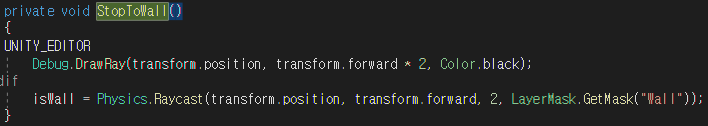 private void StopToWall()
{
UNITY_EDITOR
Debug.DrawRay(transform.position, transform.forward * 2, Color.black);
dif
isWall = Physics.Raycast(transform.position, transform.forward, 2, LayerMask.GetMask("Wall"));
}